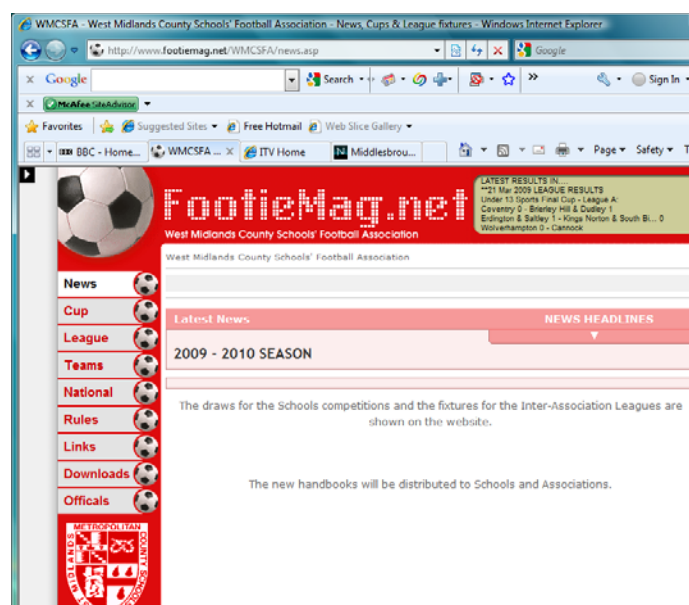 WMCSFA - West Midlands County Schools' Football Association - News, Cups & League fixtures - Windows Internet Explorer
http://www.footiemag.net/WMCSFA/news.asp
Google
Google
Search
Sign In
McAfee SiteAdvisor
Favorites
Suggested Sites
Free Hotmail
Web Slice Gallery
BBC - Home...
WMCSFA ...
ITV Home
Middlesbrou...
Page
Safety
T
FootieMag.net
West Midlands County Schools' Football Association
LATEST RESULTS IN....
**21 Mar 2009 LEAGUE RESULTS
Under 13 Sports Final Cup - League A:
Coventry 0 - Brierley Hill & Dudley 1
Erdington & Saltley 1 - Kings Norton & South Bi... 0
Wolverhampton 0 - Cannock
West Midlands County Schools' Football Association
News
Cup
League
Teams
National
Rules
Links
Downloads
Officals
Latest News
NEWS HEADLINES
2009 - 2010 SEASON
The draws for the Schools competitions and the fixtures for the Inter-Association Leagues are
shown on the website.
The new handbooks will be distributed to Schools and Associations.
METROPOLITAN
COUNTY SCHOOLS
WEST MIDLANDS